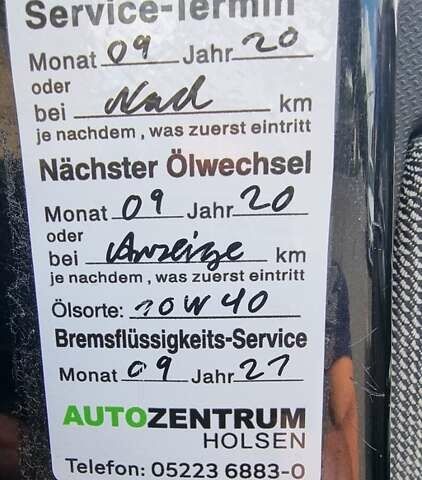 Service-Termin
Monat 09 Jahr 20
oder
bei Nach km
je nachdem, was zuerst eintritt
Nächster Ölwechsel
Monat 09 Jahr 20
oder
bei Anzeige km
je nachdem, was zuerst eintritt
Ölsorte: 10W40
Bremsflüssigkeits-Service
Monat 09 Jahr 21
AUTOZENTRUM
HOLSEN
Telefon: 05223 6883-0